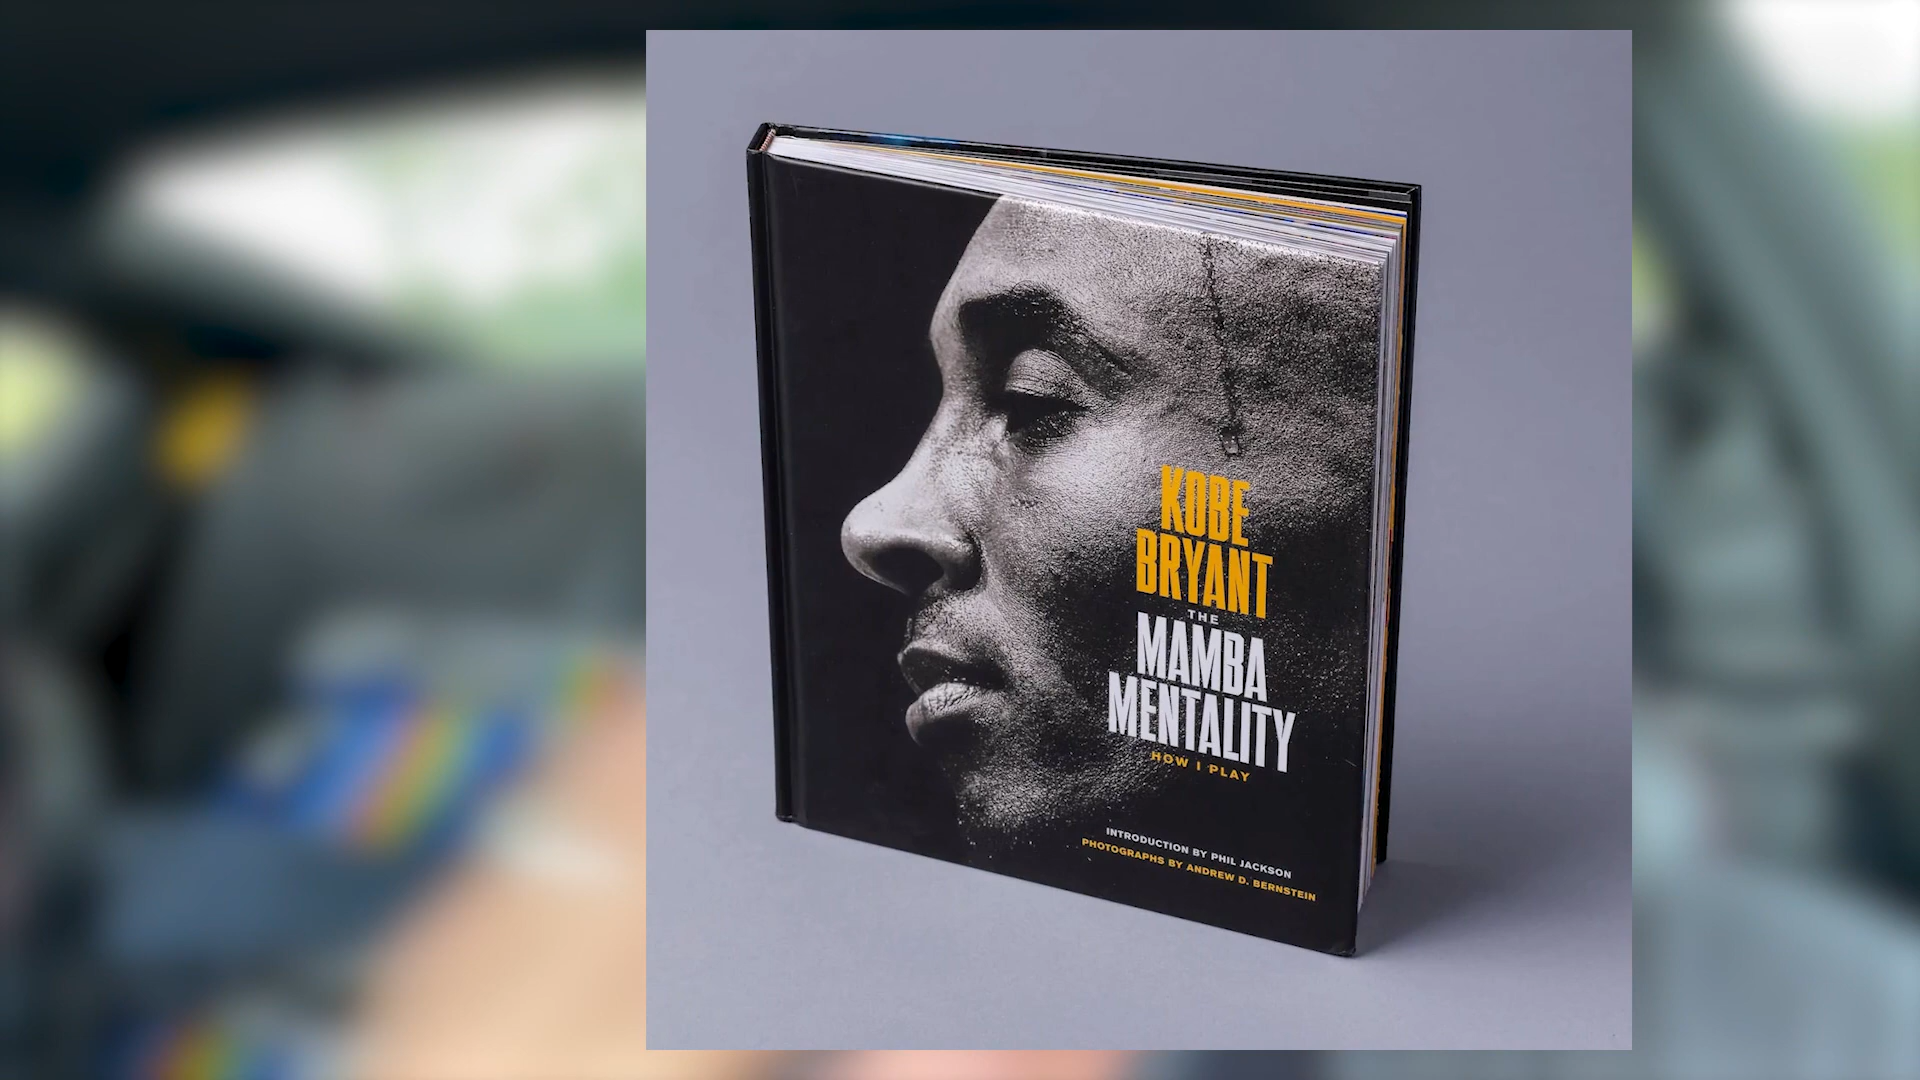 KOBE
BRYANT
THE
MAMBA
MENTALITY
HOW I PLAY
INTRODUCTION BY PHIL JACKSON
PHOTOGRAPHS BY ANDREW D. BERNSTEIN